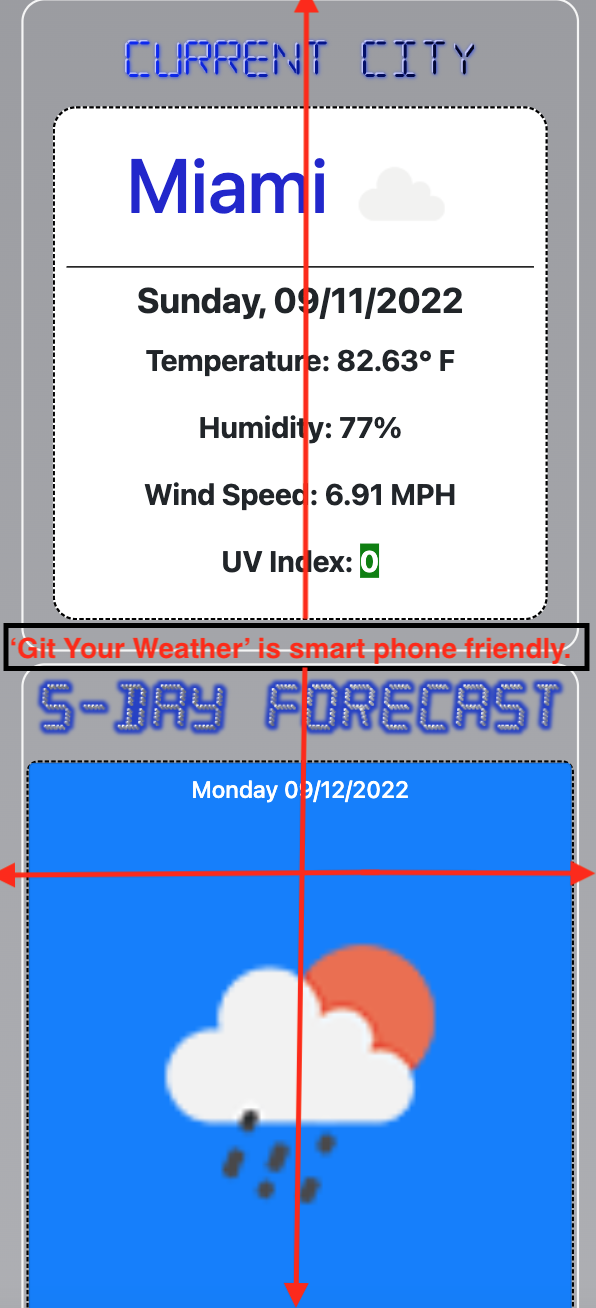 CURRENT CITY
Miami
Sunday, 09/11/2022
Temperature: 82.63° F
Humidity: 77%
Wind Speed: 6.91 MPH
UV Index: 0
‘Git Your Weather’ is smart phone friendly.
5-DAY FORECAST
Monday 09/12/2022